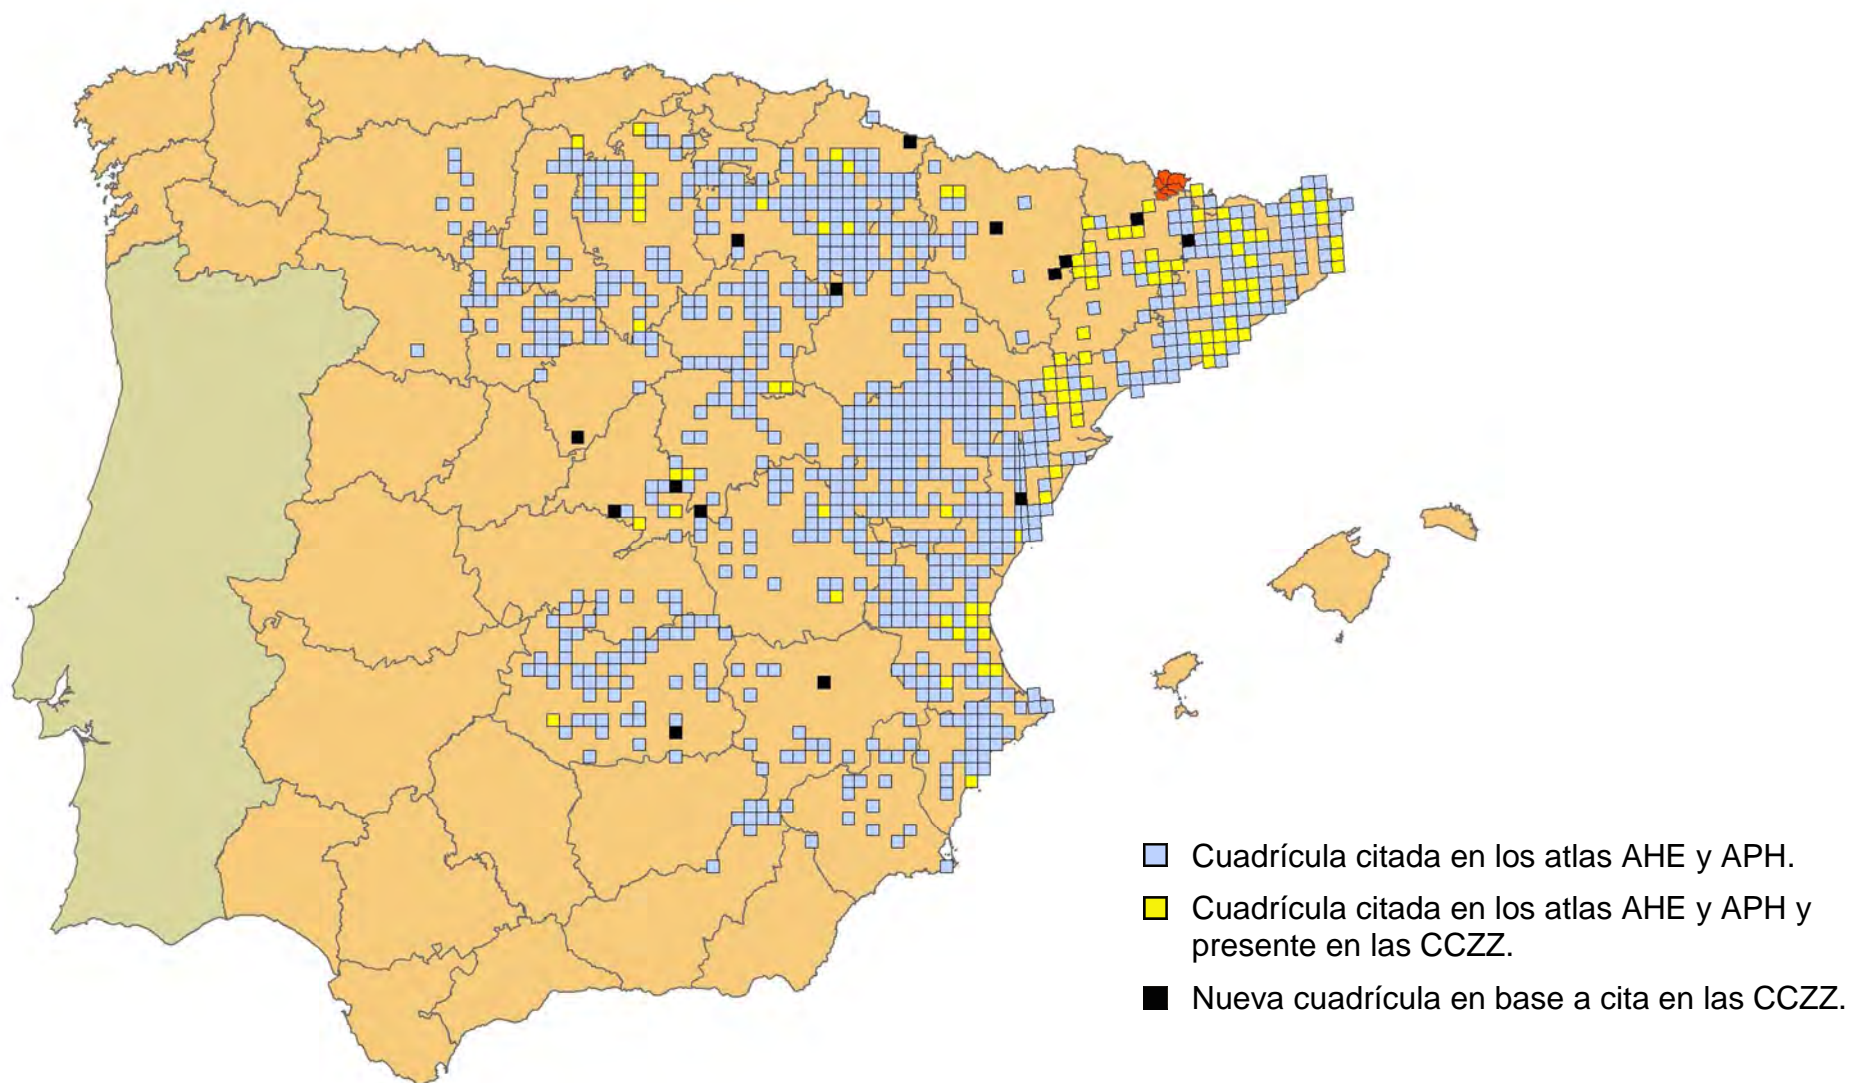 Cuadrícula citada en los atlas AHE y APH.
Cuadrícula citada en los atlas AHE y APH y
presente en las CCZZ.
Nueva cuadrícula en base a cita en las CCZZ.